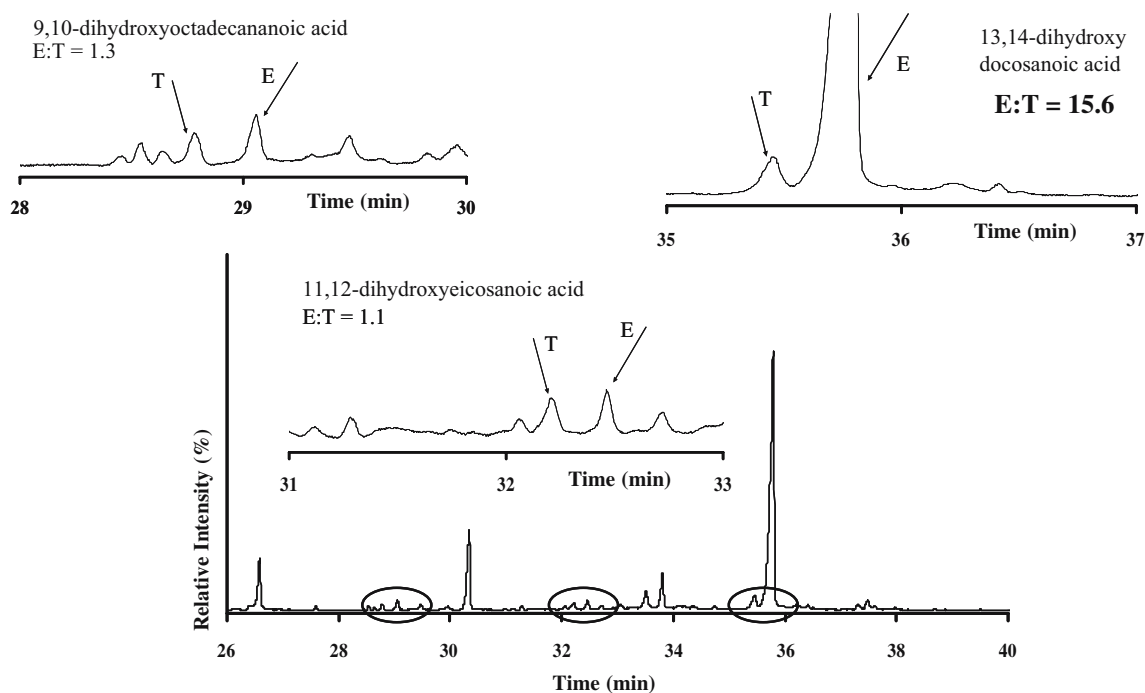 9,10-dihydroxyoctadecananoic acid
E:T = 1.3
T
E
28
29
Time (min)
30
13,14-dihydroxy
docosanoic acid
E:T = 15.6
T
E
35
36
Time (min)
37
11,12-dihydroxyeicosanoic acid
E:T = 1.1
T
E
31
32
Time (min)
33
Relative Intensity (%)
26
28
30
32
34
36
38
40
Time (min)